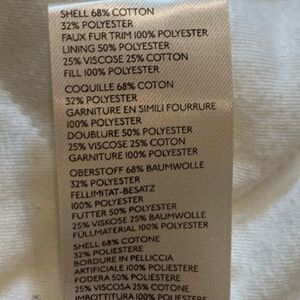 SHELL 68% COTTON
32% POLYESTER
FAUX FUR TRIM 100% POLYESTER
LINING 50% POLYESTER
25% VISCOSE 25% COTTON
FILL 100% POLYESTER
COQUILLE 68% COTON
32% POLYESTER
GARNITURE EN SIMILI FOURRURE
100% POLYESTER
DOUBLURE 50% POLYESTER
25% VISCOSE 25% COTON
GARNITURE 100% POLYESTER
OBERSTOFF 68% BAUMWOLLE
32% POLYESTER
FELLIMITAT-BESATZ
100% POLYESTER
FUTTER 50% POLYESTER
25% VISKOSE 25% BAUMWOLLE
FÜLLMATERIAL 100% POLYESTER
SHELL 68% COTONE
32% POLIESTERE
BORDURE IN PELLICCIA
ARTIFICIALE 100% POLIESTERE
FODERA 50% POLIESTERE
25% VISCOSA 25% COTONE
IMBOTTITURA 100%